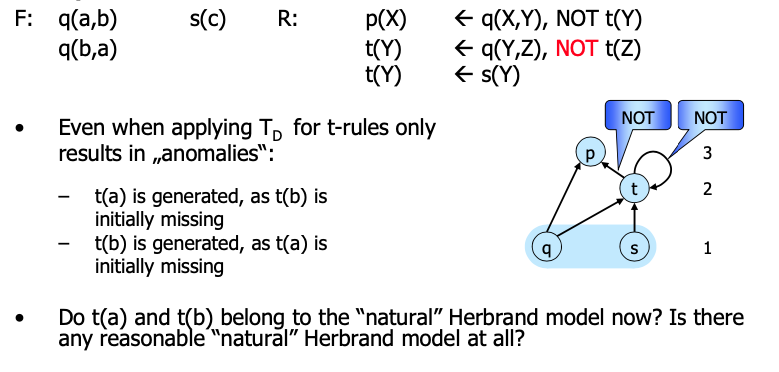 F: q(a,b) s(c) R: p(X) ← q(X,Y), NOT t(Y)
q(b,a) t(Y) ← q(Y,Z), NOT t(Z)
t(Y) ← s(Y)
• Even when applying T_D for t-rules only
results in „anomalies“:
– t(a) is generated, as t(b) is
initially missing
– t(b) is generated, as t(a) is
initially missing
NOT NOT
p 3
t 2
q s 1
• Do t(a) and t(b) belong to the “natural” Herbrand model now? Is there
any reasonable “natural” Herbrand model at all?